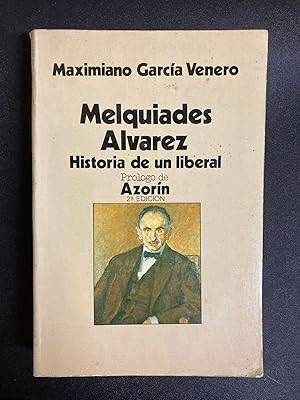 Maximiano García Venero
Melquiades
Alvarez
Historia de un liberal
Prologo de
Azorín
2ª EDICION